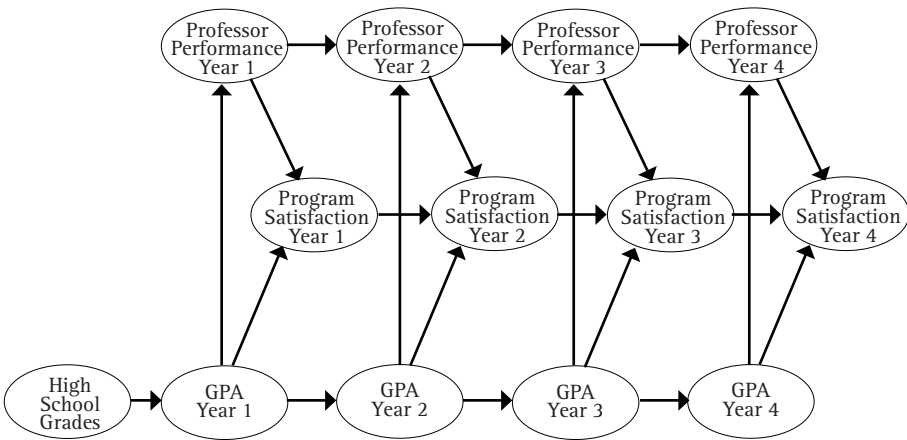 Professor
Performance
Year 1
Professor
Performance
Year 2
Professor
Performance
Year 3
Professor
Performance
Year 4
Program
Satisfaction
Year 1
Program
Satisfaction
Year 2
Program
Satisfaction
Year 3
Program
Satisfaction
Year 4
High
School
Grades
GPA
Year 1
GPA
Year 2
GPA
Year 3
GPA
Year 4